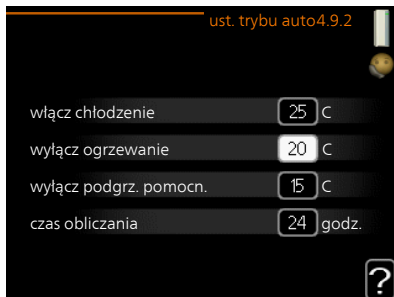 ust. trybu auto4.9.2
włącz chłodzenie 25 C
wyłącz ogrzewanie 20 C
wyłącz podgrz. pomocn. 15 C
czas obliczania 24 godz.
?